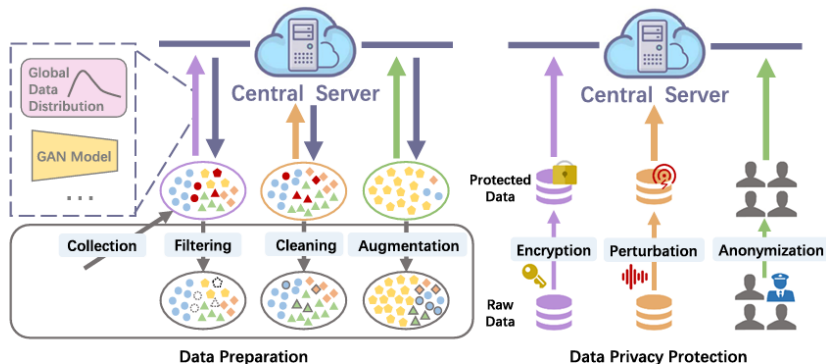 Global
Data
Distribution
GAN Model
...
Central Server
Collection
Filtering
Cleaning
Augmentation
Data Preparation
Central Server
Protected
Data
Encryption
Perturbation
Anonymization
Raw
Data
Data Privacy Protection